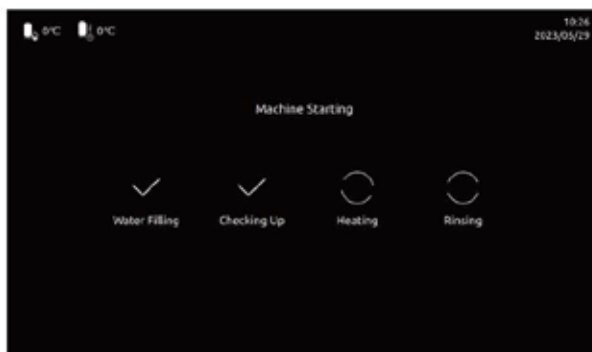 0°C 0°C
10:26
2023/05/29
Machine Starting
Water Filling Checking Up Heating Rinsing